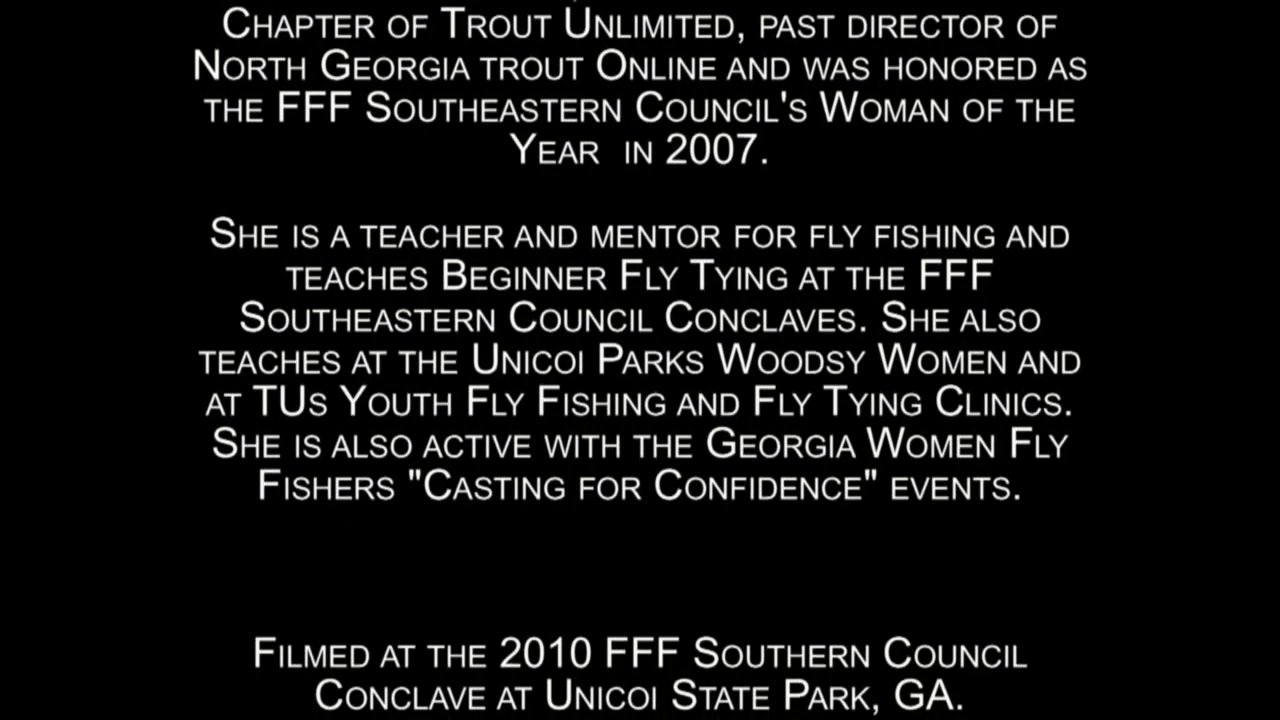 Chapter of Trout Unlimited, past director of
North Georgia trout Online and was honored as
the FFF Southeastern Council's Woman of the
Year  in 2007.
She is a teacher and mentor for fly fishing and
teaches Beginner Fly Tying at the FFF
Southeastern Council Conclaves. She also
teaches at the Unicoi Parks Woodsy Women and
at TUs Youth Fly Fishing and Fly Tying Clinics.
She is also active with the Georgia Women Fly
Fishers "Casting for Confidence" events.
Filmed at the 2010 FFF Southern Council
Conclave at Unicoi State Park, GA.